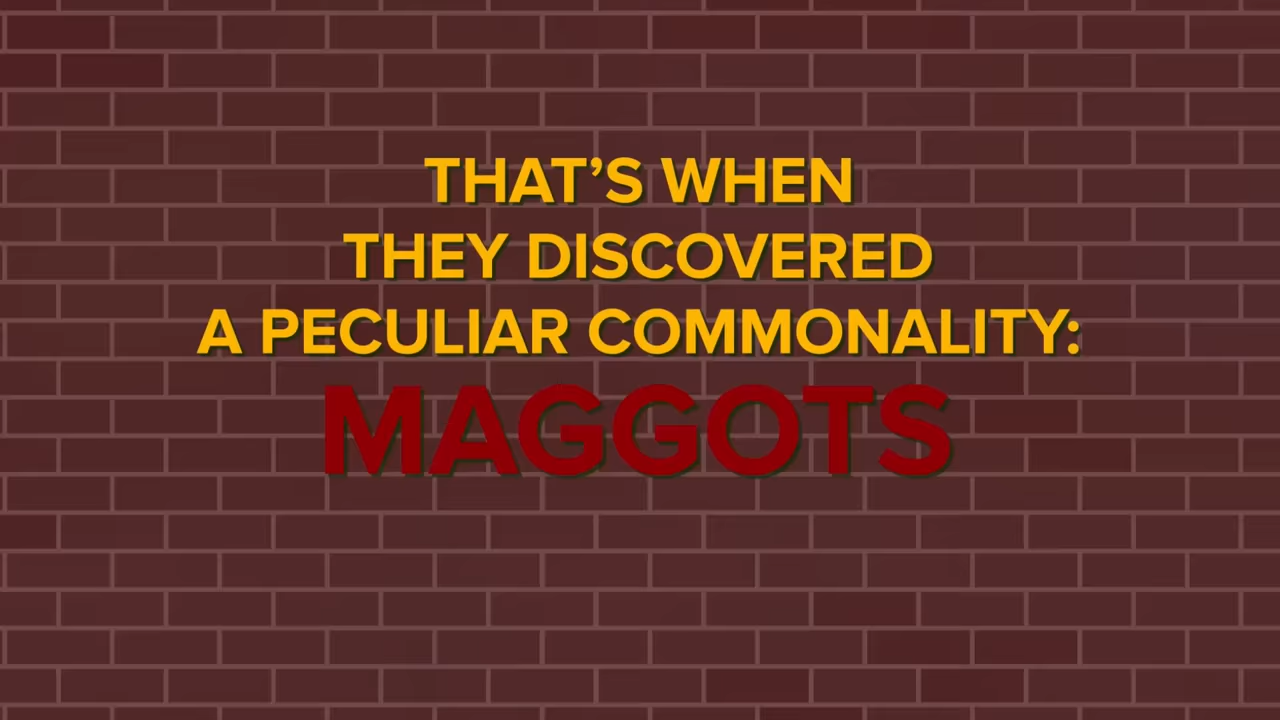 THAT’S WHEN
THEY DISCOVERED
A PECULIAR COMMONALITY:
MAGGOTS